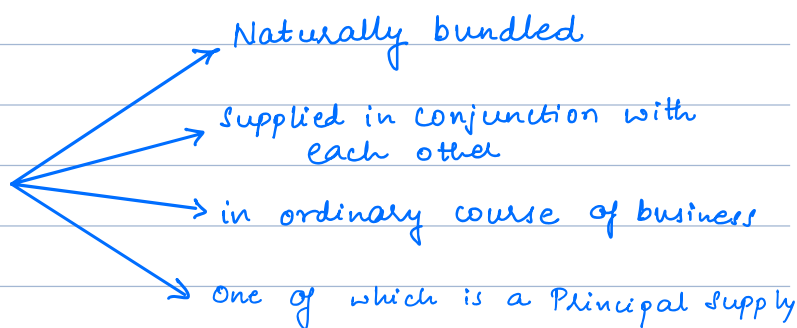 Naturally bundled
Supplied in conjunction with
each other
in ordinary course of business
One of which is a Principal Supply